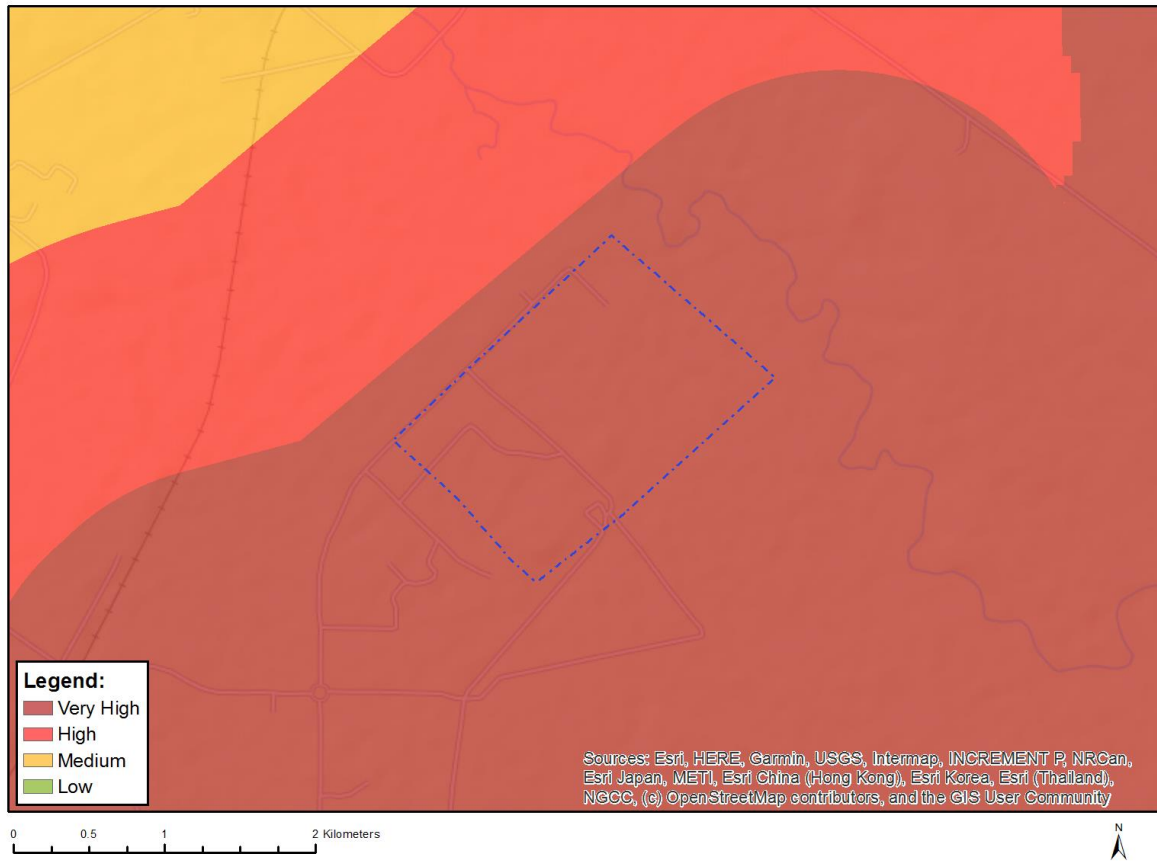 Legend:
Very High
High
Medium
Low
Sources: Esri, HERE, Garmin, USGS, Intermap, INCREMENT P, NRCan,
Esri Japan, METI, Esri China (Hong Kong), Esri Korea, Esri (Thailand),
NGCC, (c) OpenStreetMap contributors, and the GIS User Community
0 0.5 1 2 Kilometers
N